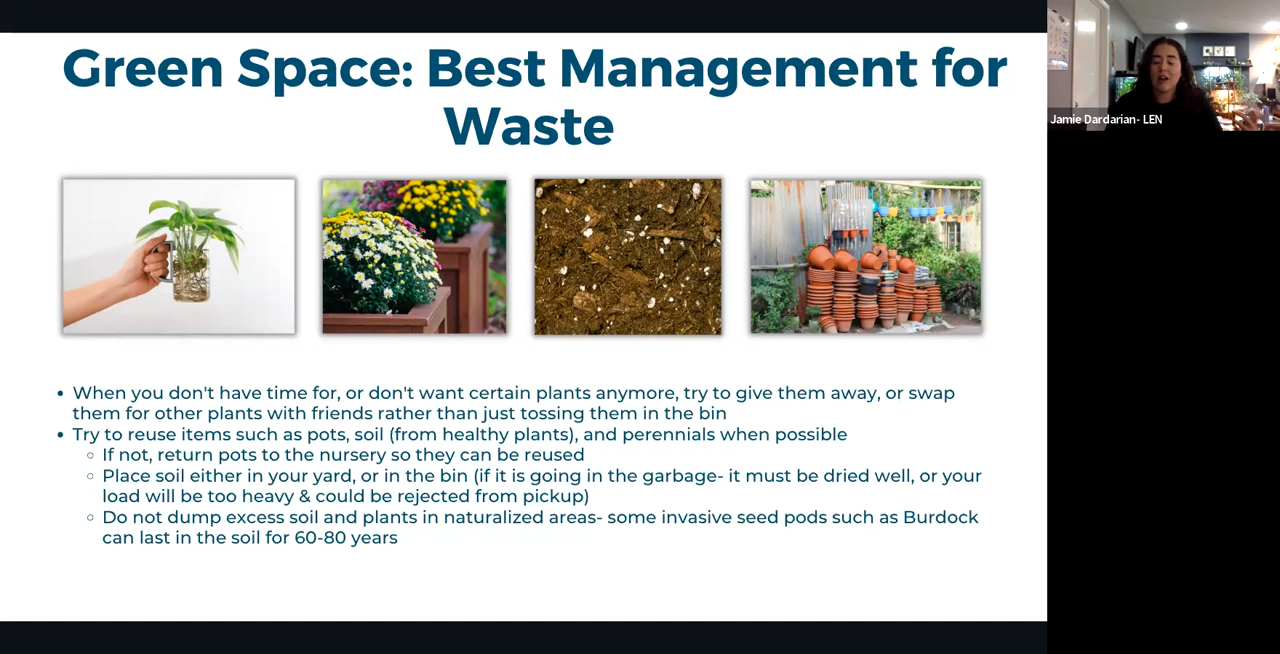 Green Space: Best Management for
Waste
Jamie Dardarian- LEN
• When you don't have time for, or don't want certain plants anymore, try to give them away, or swap
them for other plants with friends rather than just tossing them in the bin
• Try to reuse items such as pots, soil (from healthy plants), and perennials when possible
○ If not, return pots to the nursery so they can be reused
○ Place soil either in your yard, or in the bin (if it is going in the garbage- it must be dried well, or your
load will be too heavy & could be rejected from pickup)
○ Do not dump excess soil and plants in naturalized areas- some invasive seed pods such as Burdock
can last in the soil for 60-80 years